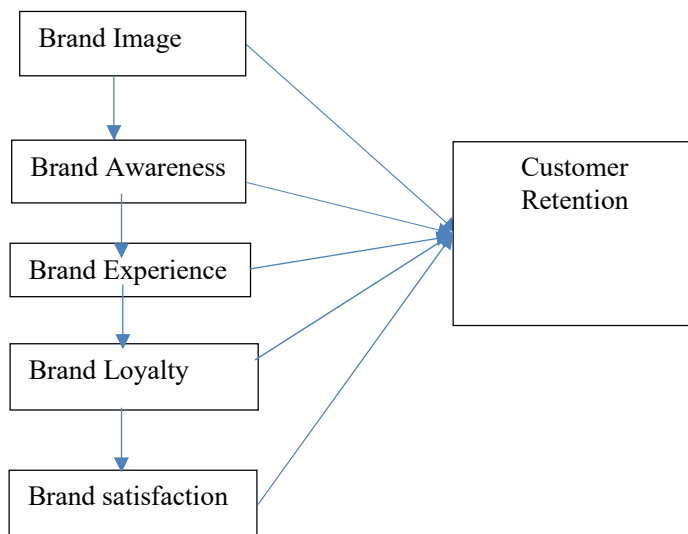 Brand Image
Brand Awareness
Customer
Retention
Brand Experience
Brand Loyalty
Brand satisfaction